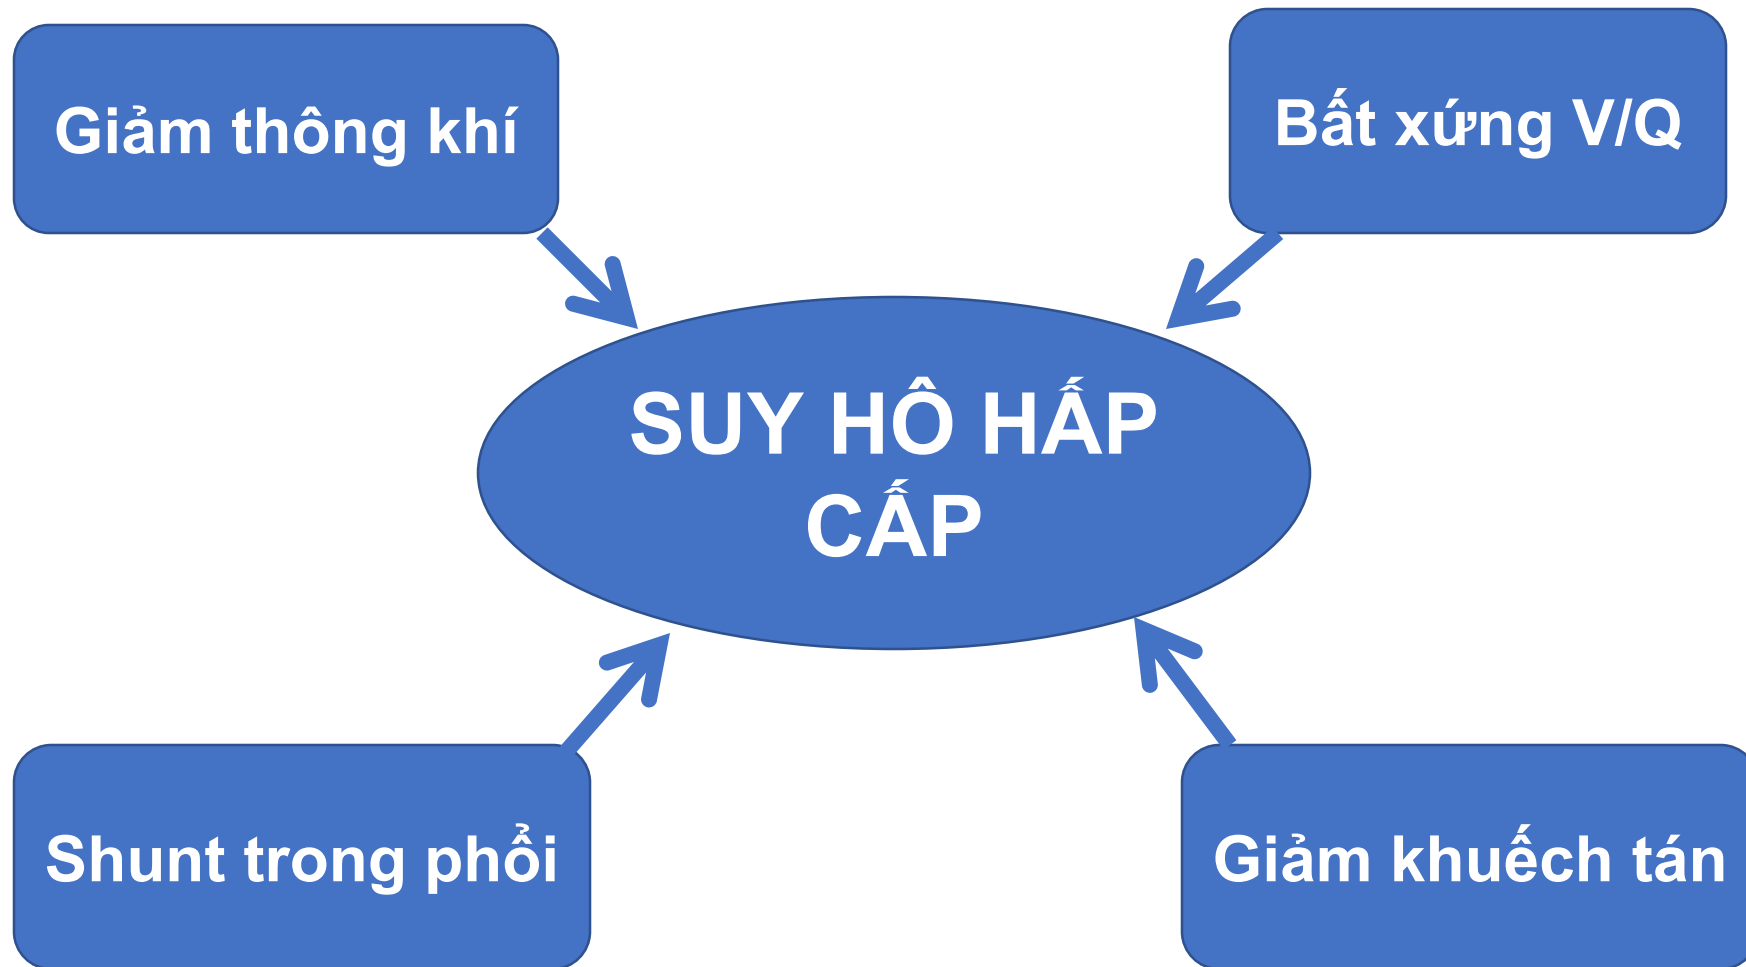 Giảm thông khí
Bất xứng V/Q
SUY HÔ HẤP
CẤP
Shunt trong phổi
Giảm khuếch tán